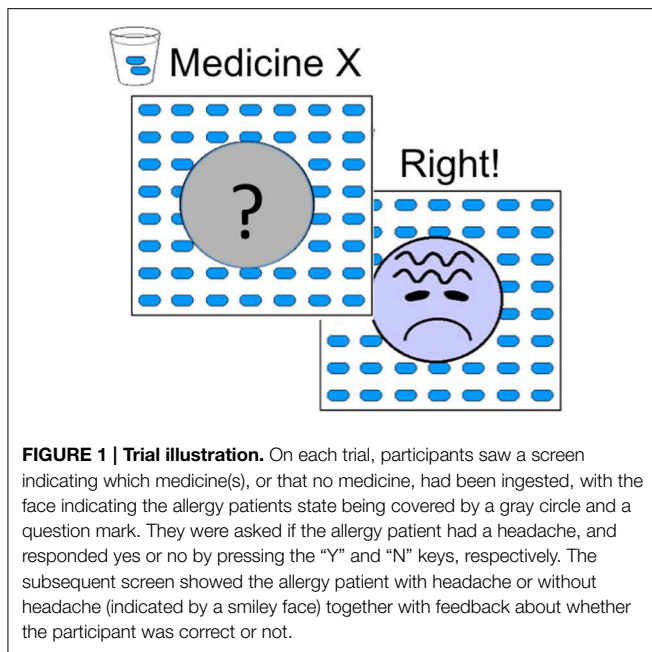 Medicine X
?
Right!
FIGURE 1 | Trial illustration. On each trial, participants saw a screen
indicating which medicine(s), or that no medicine, had been ingested, with the
face indicating the allergy patients state being covered by a gray circle and a
question mark. They were asked if the allergy patient had a headache, and
responded yes or no by pressing the “Y” and “N” keys, respectively. The
subsequent screen showed the allergy patient with headache or without
headache (indicated by a smiley face) together with feedback about whether
the participant was correct or not.